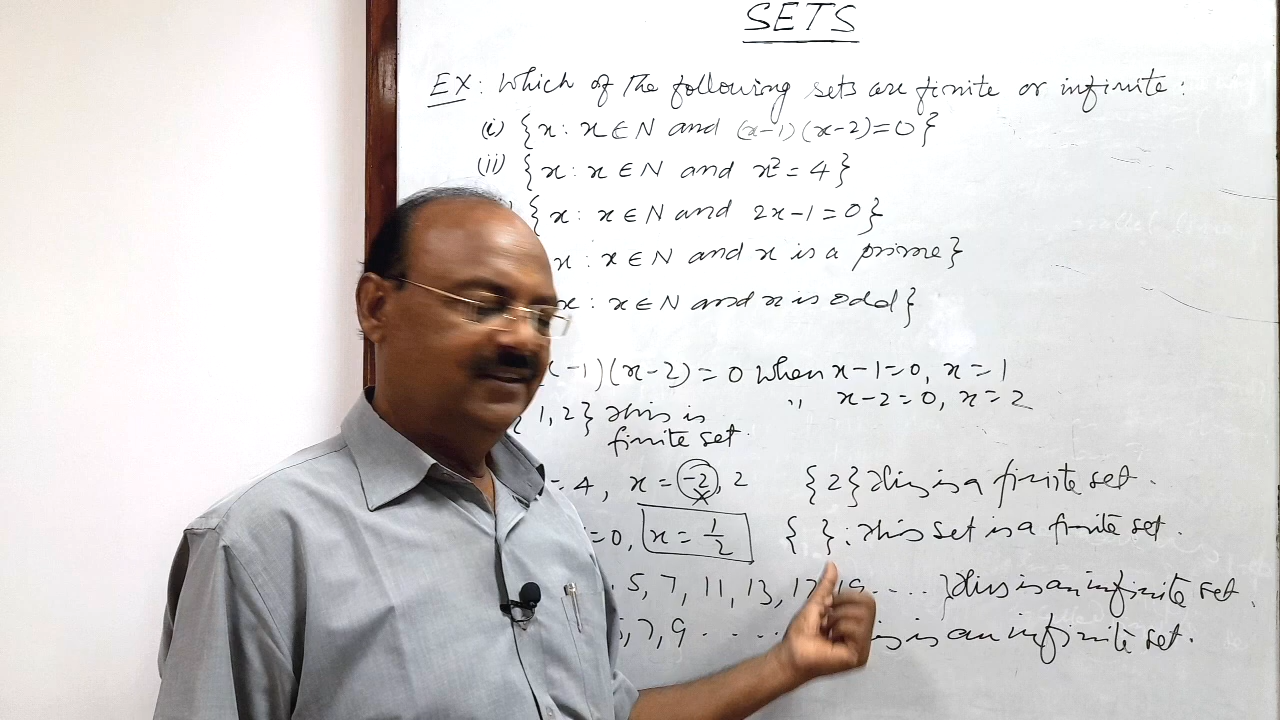 SETS
EX: Which of the following sets are finite or infinite:
(i) {x: x ∈ N and (x-1)(x-2)=0}
(ii) {x: x ∈ N and x² = 4}
{x: x ∈ N and 2x-1=0}
x: x ∈ N and x is a prime}
x: x ∈ N and x is odd}
-1)(x-2)=0 when x-1=0, x=1
" x-2=0, x=2
{1,2} This is
finite set.
=4, x = -2, 2 {2} This is a finite set.
=0, x = 1/2 { }: This set is a finite set.
, 5, 7, 11, 13, 17, 19 .... } This is an infinite set.
, 7, 9 .... is an infinite set.